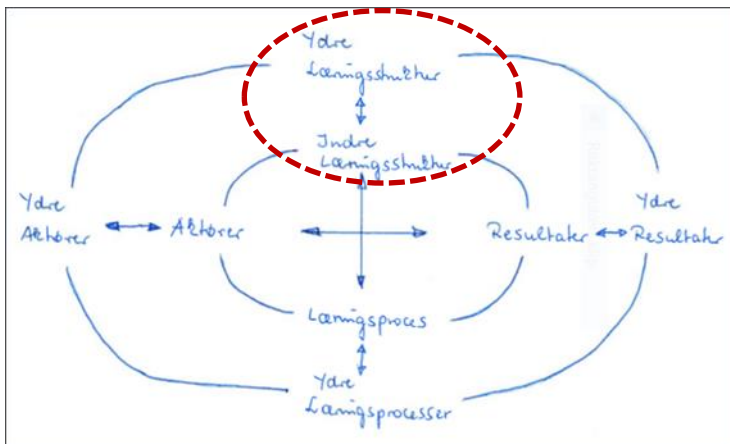 Ydre
Læringsstruktur
Indre
Læringsstruktur
Ydre
Aktører
Aktører
Resultater
Ydre
Resultater
Læringsproces
Ydre
Læringsprocesser